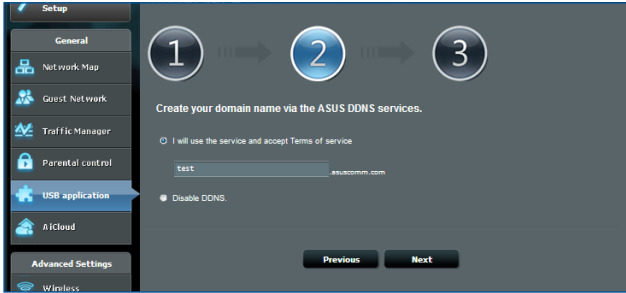 Setup
General
Network Map
Guest Network
Traffic Manager
Parental control
USB application
AiCloud
Advanced Settings
Wireless
1
2
3
Create your domain name via the ASUS DDNS services.
I will use the service and accept Terms of service
test .asuscomm.com
Disable DDNS.
Previous Next